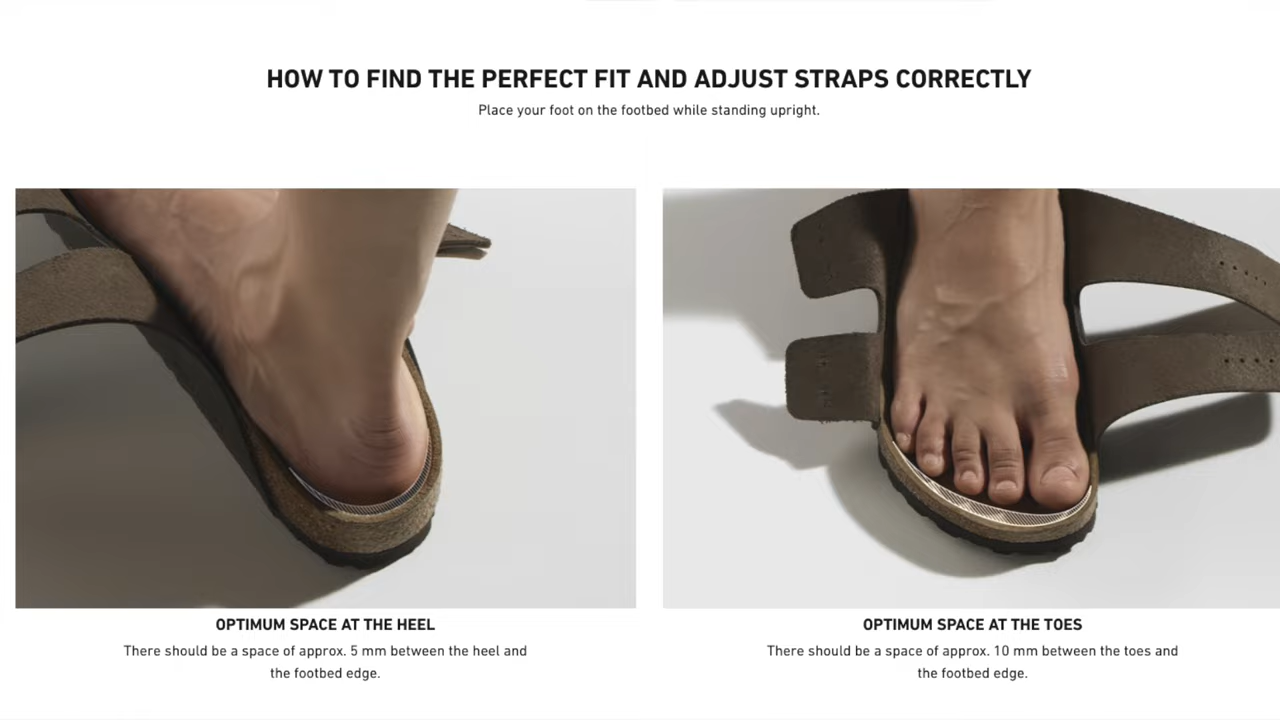 HOW TO FIND THE PERFECT FIT AND ADJUST STRAPS CORRECTLY
Place your foot on the footbed while standing upright.
OPTIMUM SPACE AT THE HEEL
There should be a space of approx. 5 mm between the heel and
the footbed edge.
OPTIMUM SPACE AT THE TOES
There should be a space of approx. 10 mm between the toes and
the footbed edge.